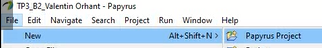 TP3_B2_Valentin Orhant - Papyrus
File Edit Navigate Search Project Run Window Help
New Alt+Shift+N > Papyrus Project